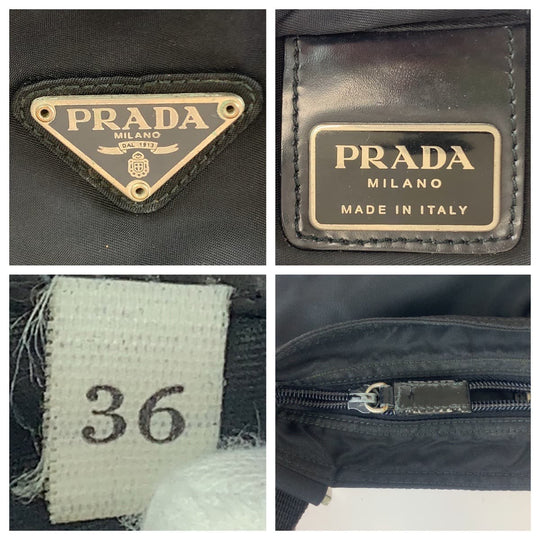 PRADA
MILANO
DAL 1913
PRADA
MILANO
MADE IN ITALY
36